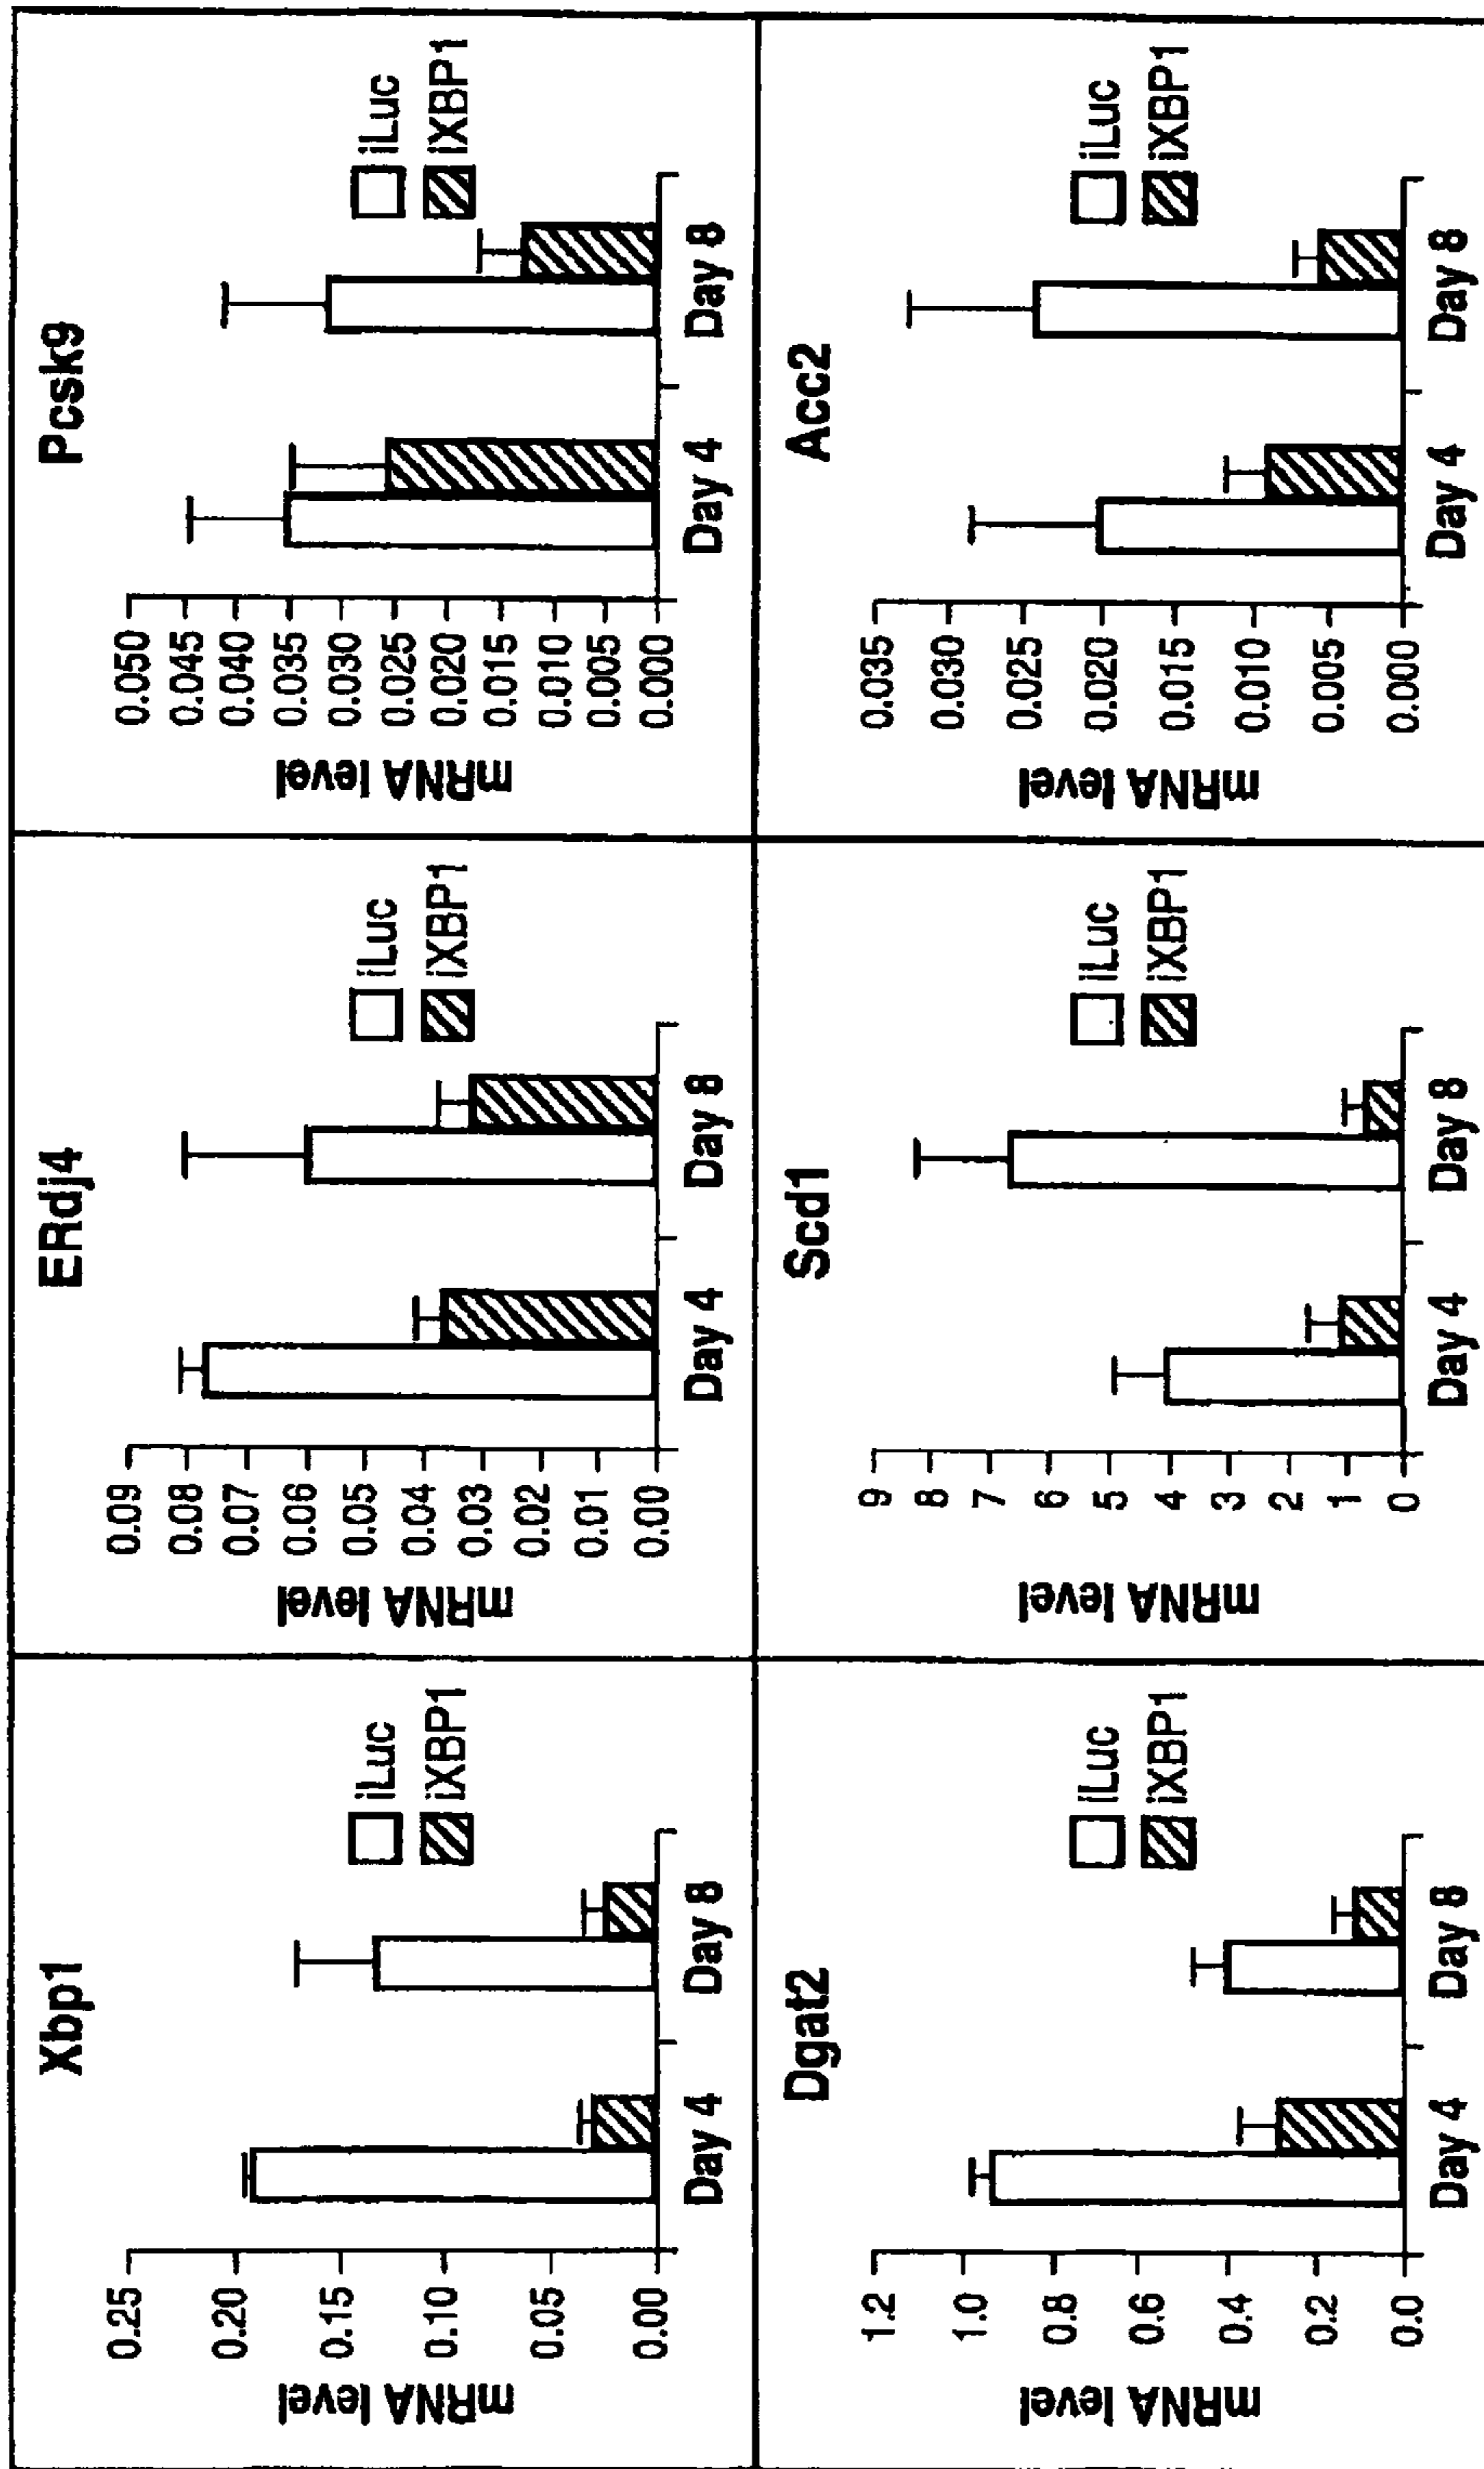 Xbp1
mRNA level
0.25
0.20
0.15
0.10
0.05
0.00
Day 4
Day 8
iLuc
iXBP1
ERdj4
mRNA level
0.09
0.08
0.07
0.06
0.05
0.04
0.03
0.02
0.01
0.00
Day 4
Day 8
iLuc
iXBP1
Pcsk9
mRNA level
0.050
0.045
0.040
0.035
0.030
0.025
0.020
0.015
0.010
0.005
0.000
Day 4
Day 8
iLuc
iXBP1
Dgat2
mRNA level
1.2
1.0
0.8
0.6
0.4
0.2
0.0
Day 4
Day 8
iLuc
iXBP1
Scd1
mRNA level
9
8
7
6
5
4
3
2
1
0
Day 4
Day 8
iLuc
iXBP1
Acc2
mRNA level
0.035
0.030
0.025
0.020
0.015
0.010
0.005
0.000
Day 4
Day 8
iLuc
iXBP1